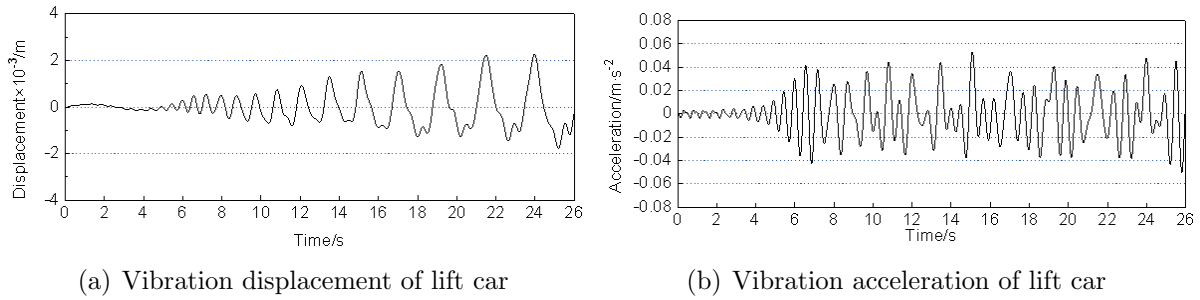 4
2
0
-2
-4
Displacement×10⁻³/m
0 2 4 6 8 10 12 14 16 18 20 22 24 26
Time/s
(a) Vibration displacement of lift car
0.08
0.06
0.04
0.02
0
-0.02
-0.04
-0.06
-0.08
Acceleration/m·s⁻²
0 2 4 6 8 10 12 14 16 18 20 22 24 26
Time/s
(b) Vibration acceleration of lift car